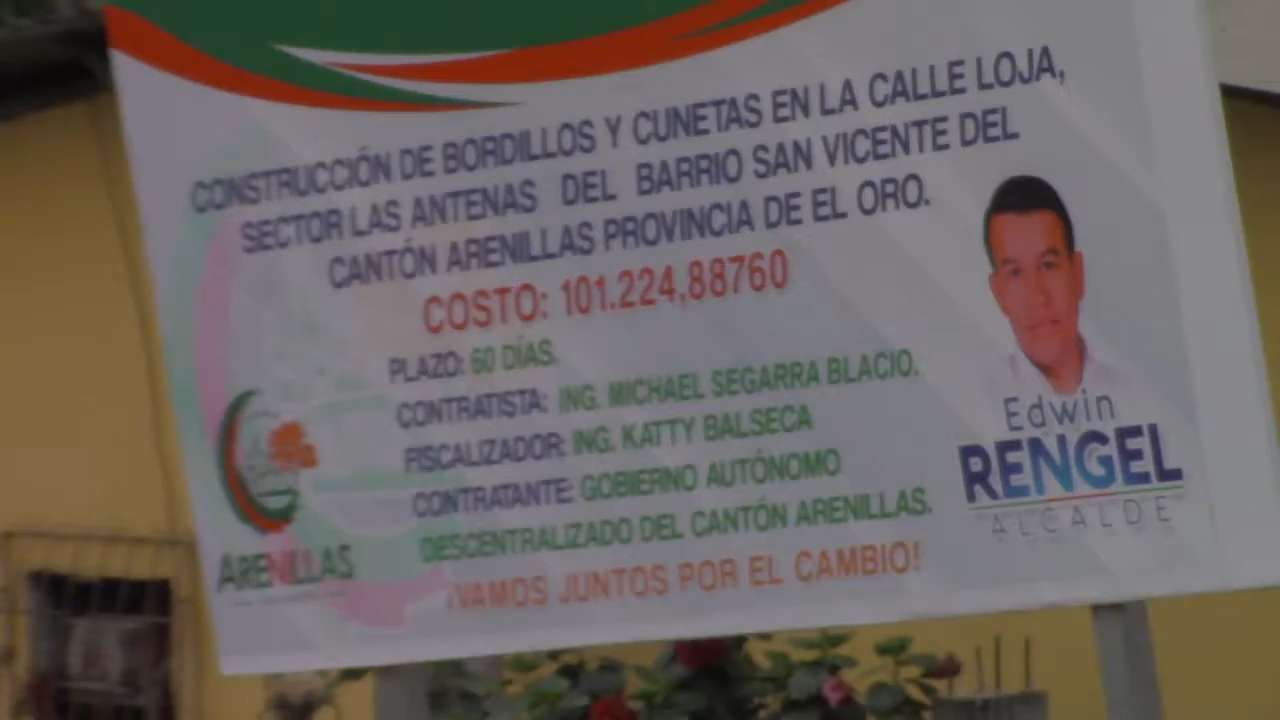 CONSTRUCCIÓN DE BORDILLOS Y CUNETAS EN LA CALLE LOJA,
SECTOR LAS ANTENAS DEL BARRIO SAN VICENTE DEL
CANTÓN ARENILLAS PROVINCIA DE EL ORO.
COSTO: 101.224,88760
PLAZO: 60 DÍAS.
CONTRATISTA: ING. MICHAEL SEGARRA BLACIO.
FISCALIZADOR: ING. KATTY BALSECA
CONTRATANTE: GOBIERNO AUTÓNOMO
DESCENTRALIZADO DEL CANTÓN ARENILLAS.
¡VAMOS JUNTOS POR EL CAMBIO!
ARENILLAS
Edwin
RENGEL
ALCALDE